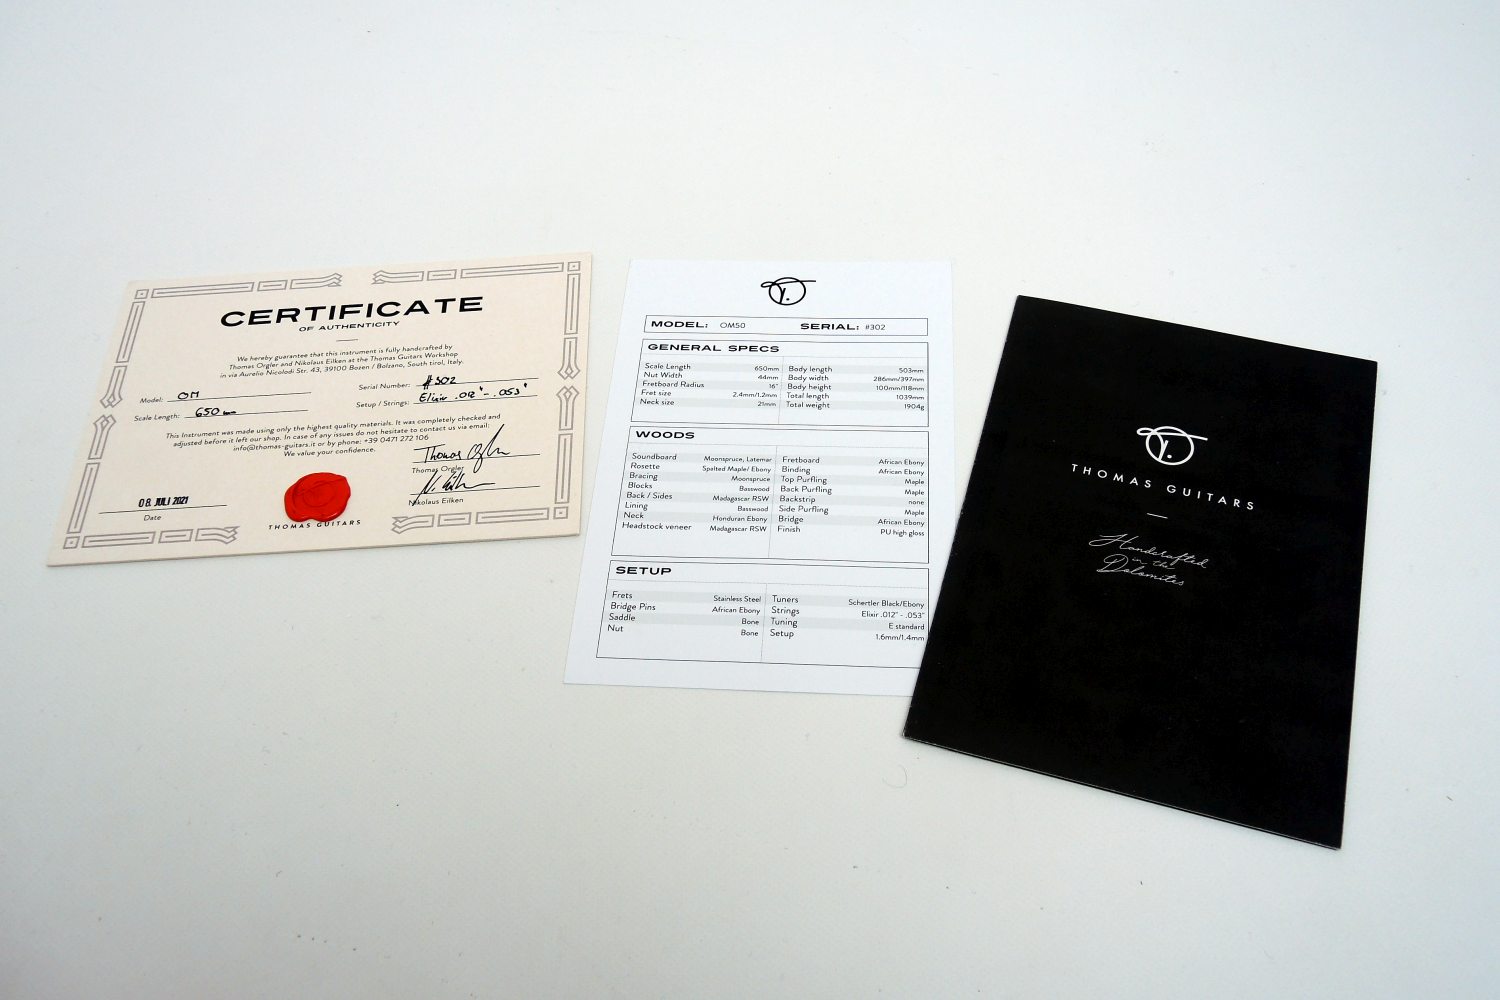 CERTIFICATE
OF AUTHENTICITY
We hereby guarantee that this instrument is fully handcrafted by
Thomas Orgler and Nikolaus Eilken at the Thomas Guitars Workshop
in via Aurelio Nicolodi Str. 43, 39100 Bozen / Bolzano, South tirol, Italy.
Model: OM
Serial Number: #302
Scale Length: 650 mm
Setup / Strings: Elixir .012" - .053"
This Instrument was made using only the highest quality materials. It was completely checked and
adjusted before it left our shop. In case of any issues do not hesitate to contact us via email:
info@thomas-guitars.it or by phone: +39 0471 272 106
We value your confidence.
Thomas Orgler
Nikolaus Eilken
08. JULI 2021
Date
THOMAS GUITARS
MODEL: OM50 SERIAL: #302
GENERAL SPECS
Scale Length 650mm Body length 503mm
Nut Width 44mm Body width 286mm/397mm
Fretboard Radius 16" Body height 100mm/118mm
Fret size 2.4mm/1.2mm Total length 1039mm
Neck size 21mm Total weight 1904g
WOODS
Soundboard Moonspruce, Latemar Fretboard African Ebony
Rosette Spalted Maple/ Ebony Binding African Ebony
Bracing Moonspruce Top Purfling Maple
Blocks Basswood Back Purfling Maple
Back / Sides Madagascar RSW Backstrip none
Lining Basswood Side Purfling Maple
Neck Honduran Ebony Bridge African Ebony
Headstock veneer Madagascar RSW Finish PU high gloss
SETUP
Frets Stainless Steel Tuners Schertler Black/Ebony
Bridge Pins African Ebony Strings Elixir .012" - .053"
Saddle Bone Tuning E standard
Nut Bone Setup 1.6mm/1.4mm
THOMAS GUITARS
Handcrafted
in the
Dolomites